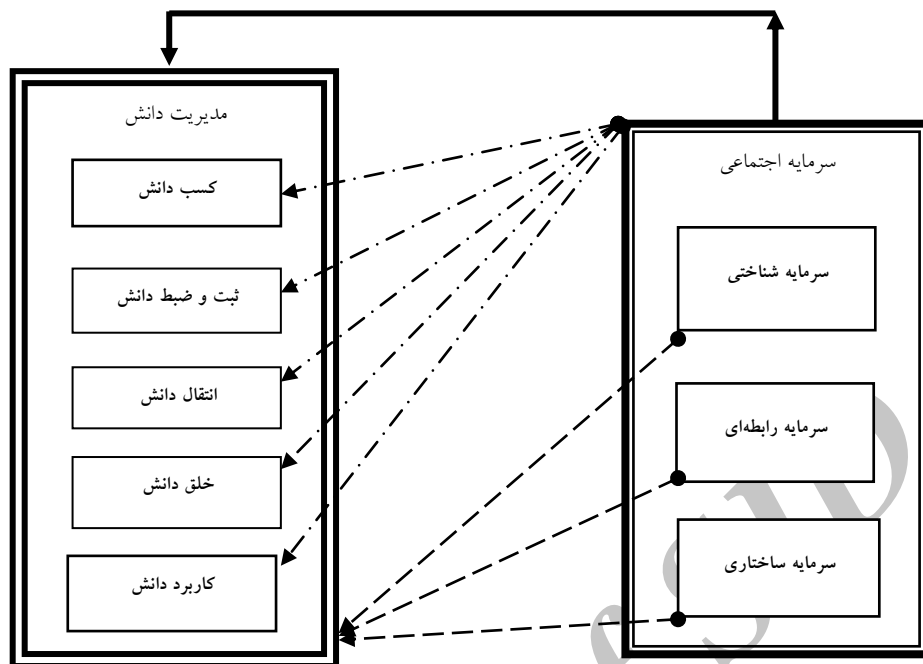 سرمایه اجتماعی
سرمایه شناختی
سرمایه رابطه‌ای
سرمایه ساختاری
مدیریت دانش
کسب دانش
ثبت و ضبط دانش
انتقال دانش
خلق دانش
کاربرد دانش